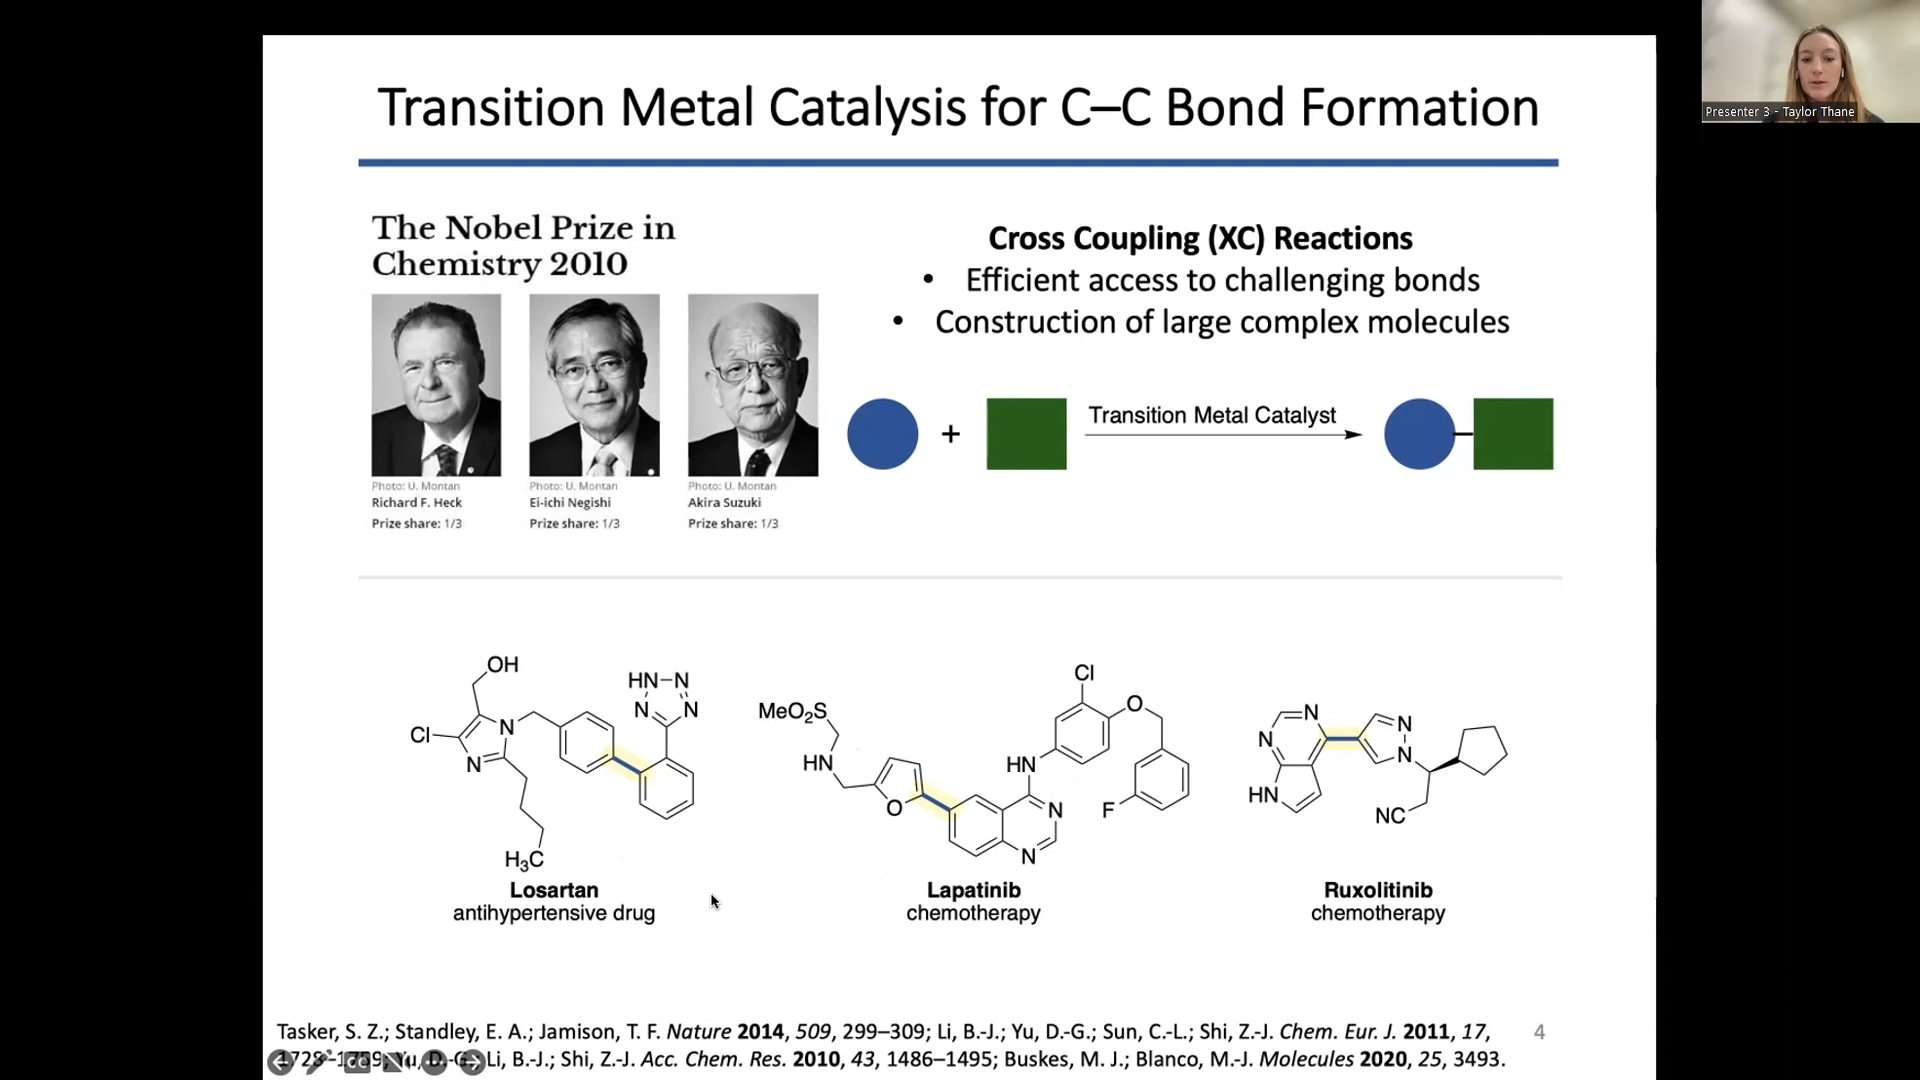 Transition Metal Catalysis for C–C Bond Formation
Presenter 3 - Taylor Thane
The Nobel Prize in
Chemistry 2010
Photo: U. Montan
Richard F. Heck
Prize share: 1/3
Photo: U. Montan
Ei-ichi Negishi
Prize share: 1/3
Photo: U. Montan
Akira Suzuki
Prize share: 1/3
Cross Coupling (XC) Reactions
• Efficient access to challenging bonds
• Construction of large complex molecules
+
Transition Metal Catalyst
OH
Cl
N
N
HN N
N N
H3C
Losartan
antihypertensive drug
MeO2S
HN
O
HN
Cl
O
F
N
N
Lapatinib
chemotherapy
N
N
HN
N
N
NC
Ruxolitinib
chemotherapy
Tasker, S. Z.; Standley, E. A.; Jamison, T. F. Nature 2014, 509, 299–309; Li, B.-J.; Yu, D.-G.; Sun, C.-L.; Shi, Z.-J. Chem. Eur. J. 2011, 17,
Li, B.-J.; Shi, Z.-J. Acc. Chem. Res. 2010, 43, 1486–1495; Buskes, M. J.; Blanco, M.-J. Molecules 2020, 25, 3493.
4